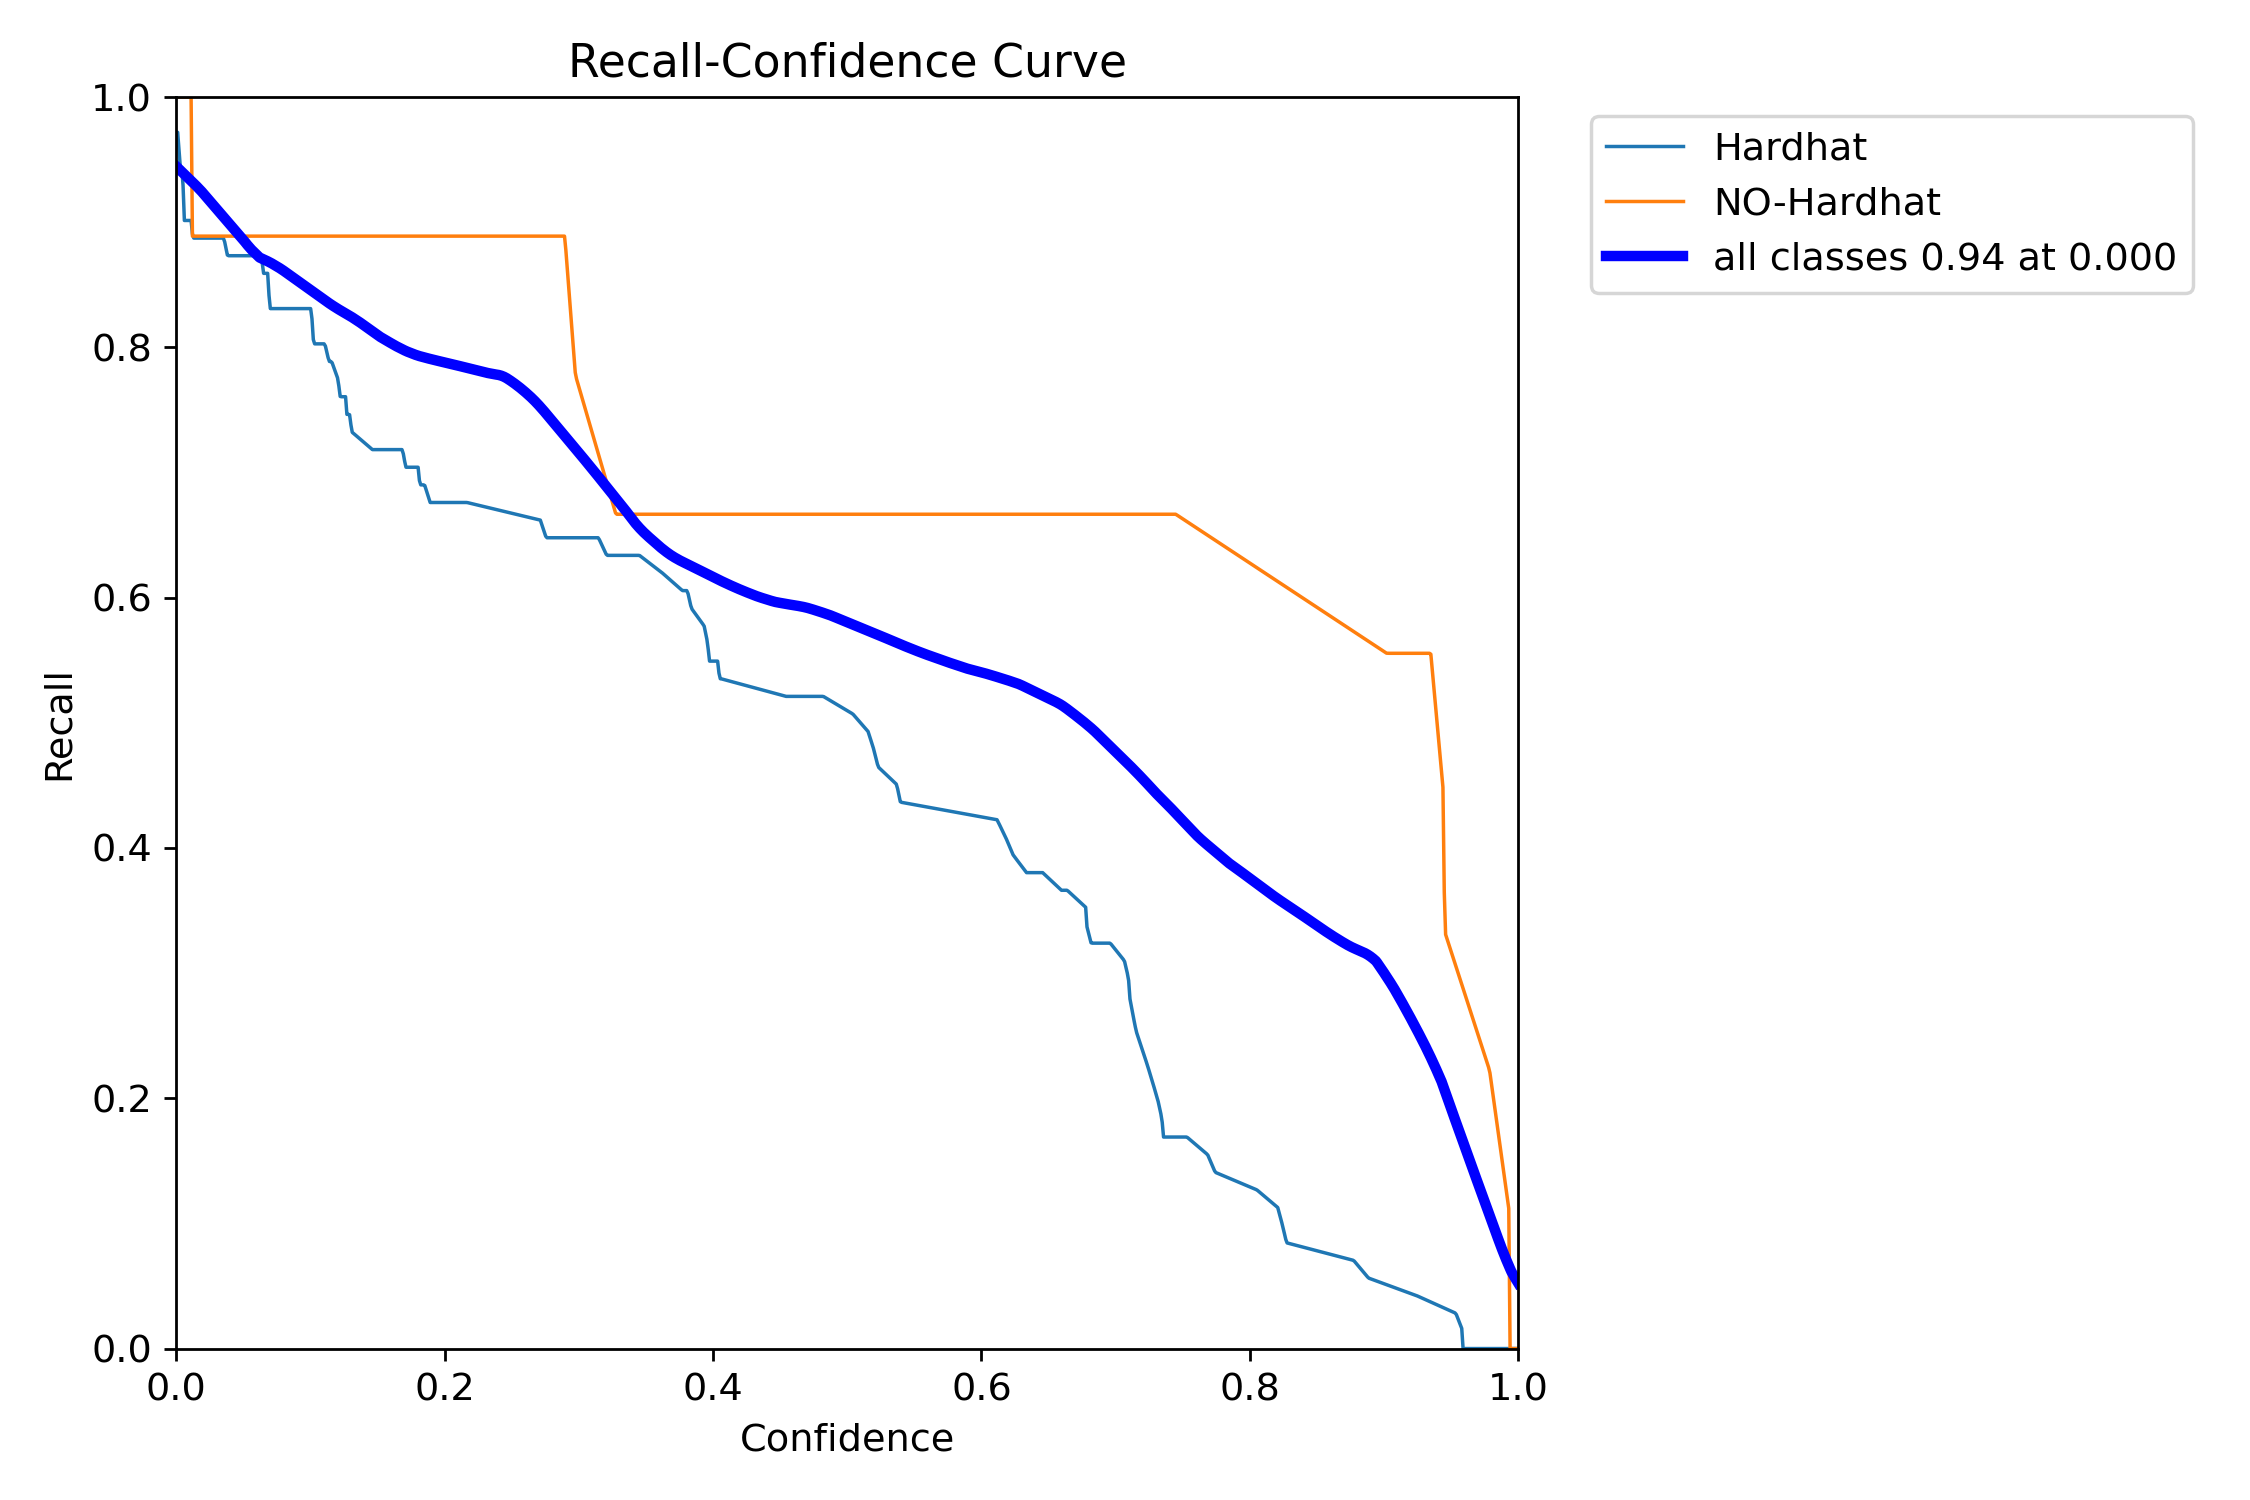 Recall-Confidence Curve
1.0
0.8
0.6
0.4
0.2
0.0
Recall
0.0 0.2 0.4 0.6 0.8 1.0
Confidence
Hardhat
NO-Hardhat
all classes 0.94 at 0.000